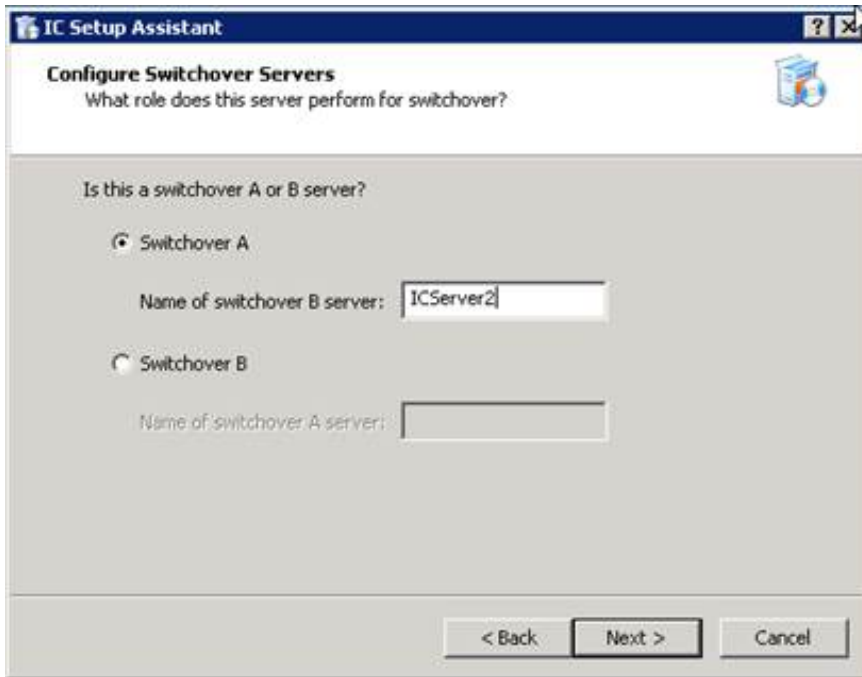 IC Setup Assistant
Configure Switchover Servers
What role does this server perform for switchover?
Is this a switchover A or B server?
Switchover A
Name of switchover B server: ICServer2
Switchover B
Name of switchover A server:
< Back Next > Cancel